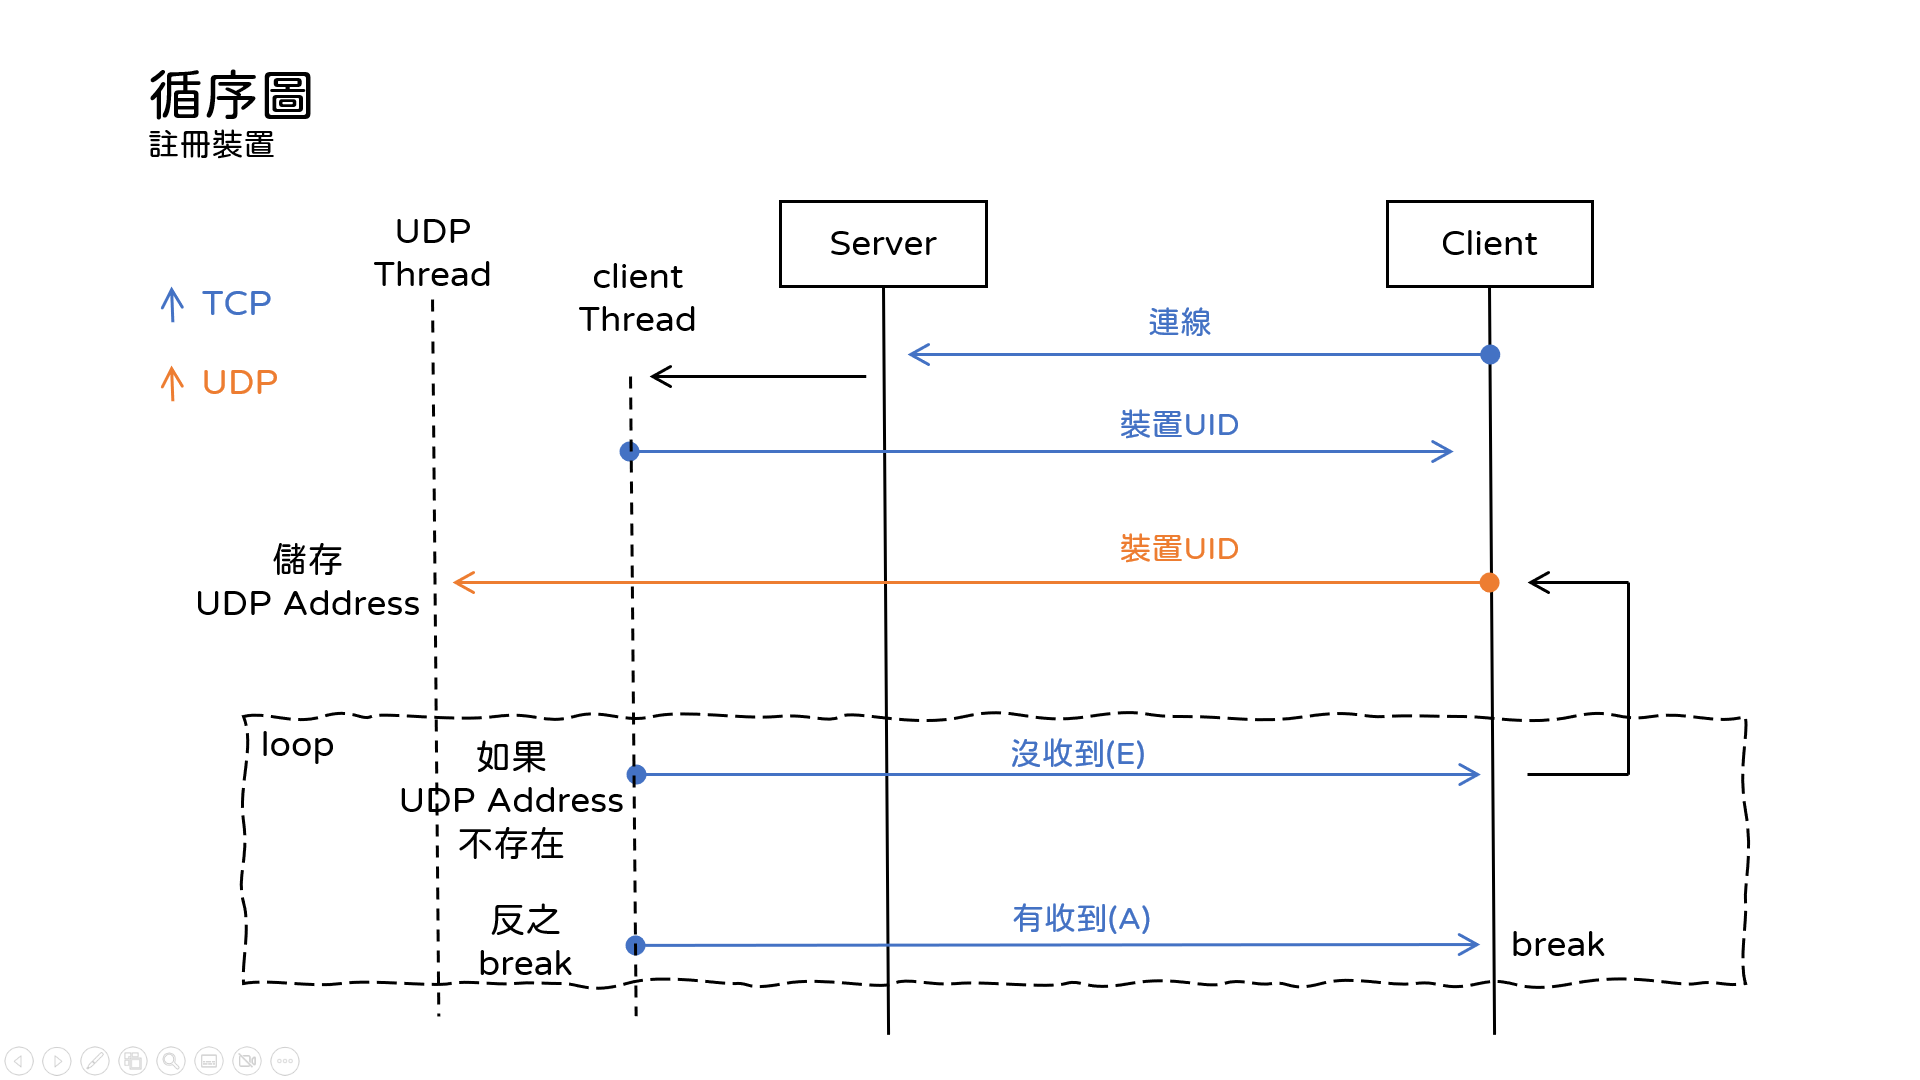 循序圖
註冊裝置
UDP
Thread
client
Thread
Server
Client
TCP
UDP
連線
裝置UID
裝置UID
儲存
UDP Address
loop
如果
UDP Address
不存在
沒收到(E)
反之
break
有收到(A)
break